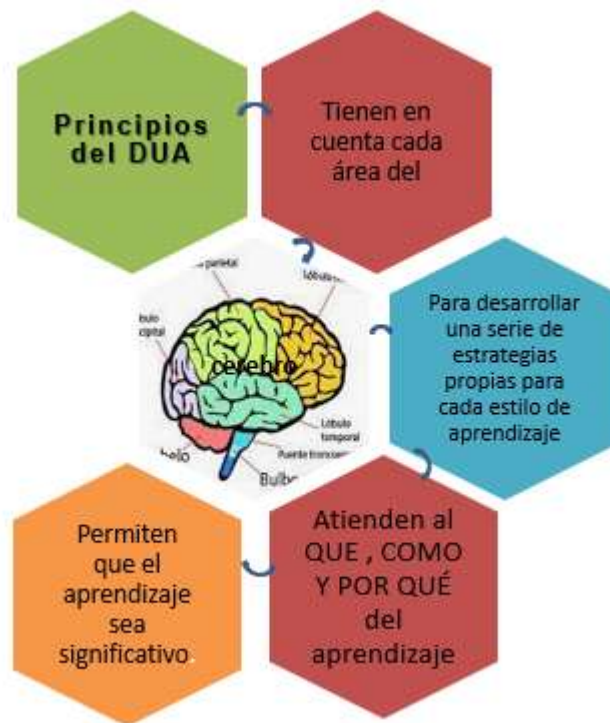 Principios
del DUA
Tienen en
cuenta cada
área del
parietal
Lóbulo
cerebro
Lóbulo
temporal
Bulbo
Para desarrollar
una serie de
estrategias
propias para
cada estilo de
aprendizaje
Atienden al
QUE , COMO
Y POR QUÉ
del
aprendizaje
Permiten
que el
aprendizaje
sea
significativo.